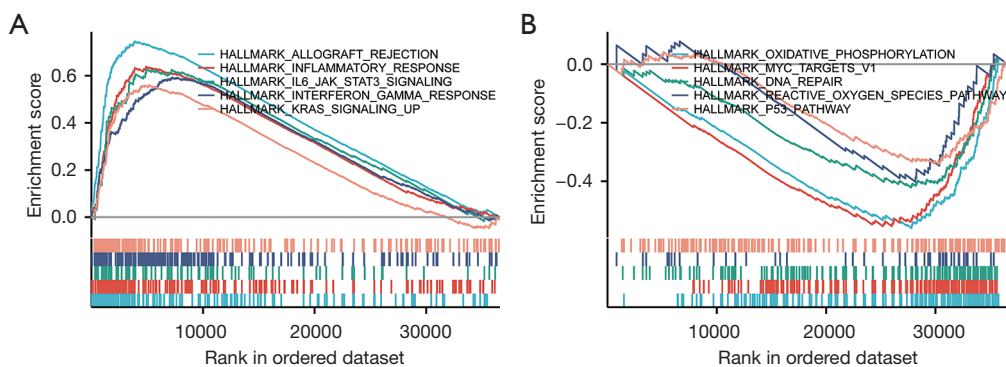 A
Enrichment score
0.6
0.4
0.2
0.0
HALLMARK_ALLOGRAFT_REJECTION
HALLMARK_INFLAMMATORY_RESPONSE
HALLMARK_IL6_JAK_STAT3_SIGNALING
HALLMARK_INTERFERON_GAMMA_RESPONSE
HALLMARK_KRAS_SIGNALING_UP
10000 20000 30000
Rank in ordered dataset
B
Enrichment score
0.0
−0.2
−0.4
HALLMARK_OXIDATIVE_PHOSPHORYLATION
HALLMARK_MYC_TARGETS_V1
HALLMARK_DNA_REPAIR
HALLMARK_REACTIVE_OXYGEN_SPECIES_PATHWAY
HALLMARK_P53_PATHWAY
10000 20000 30000
Rank in ordered dataset